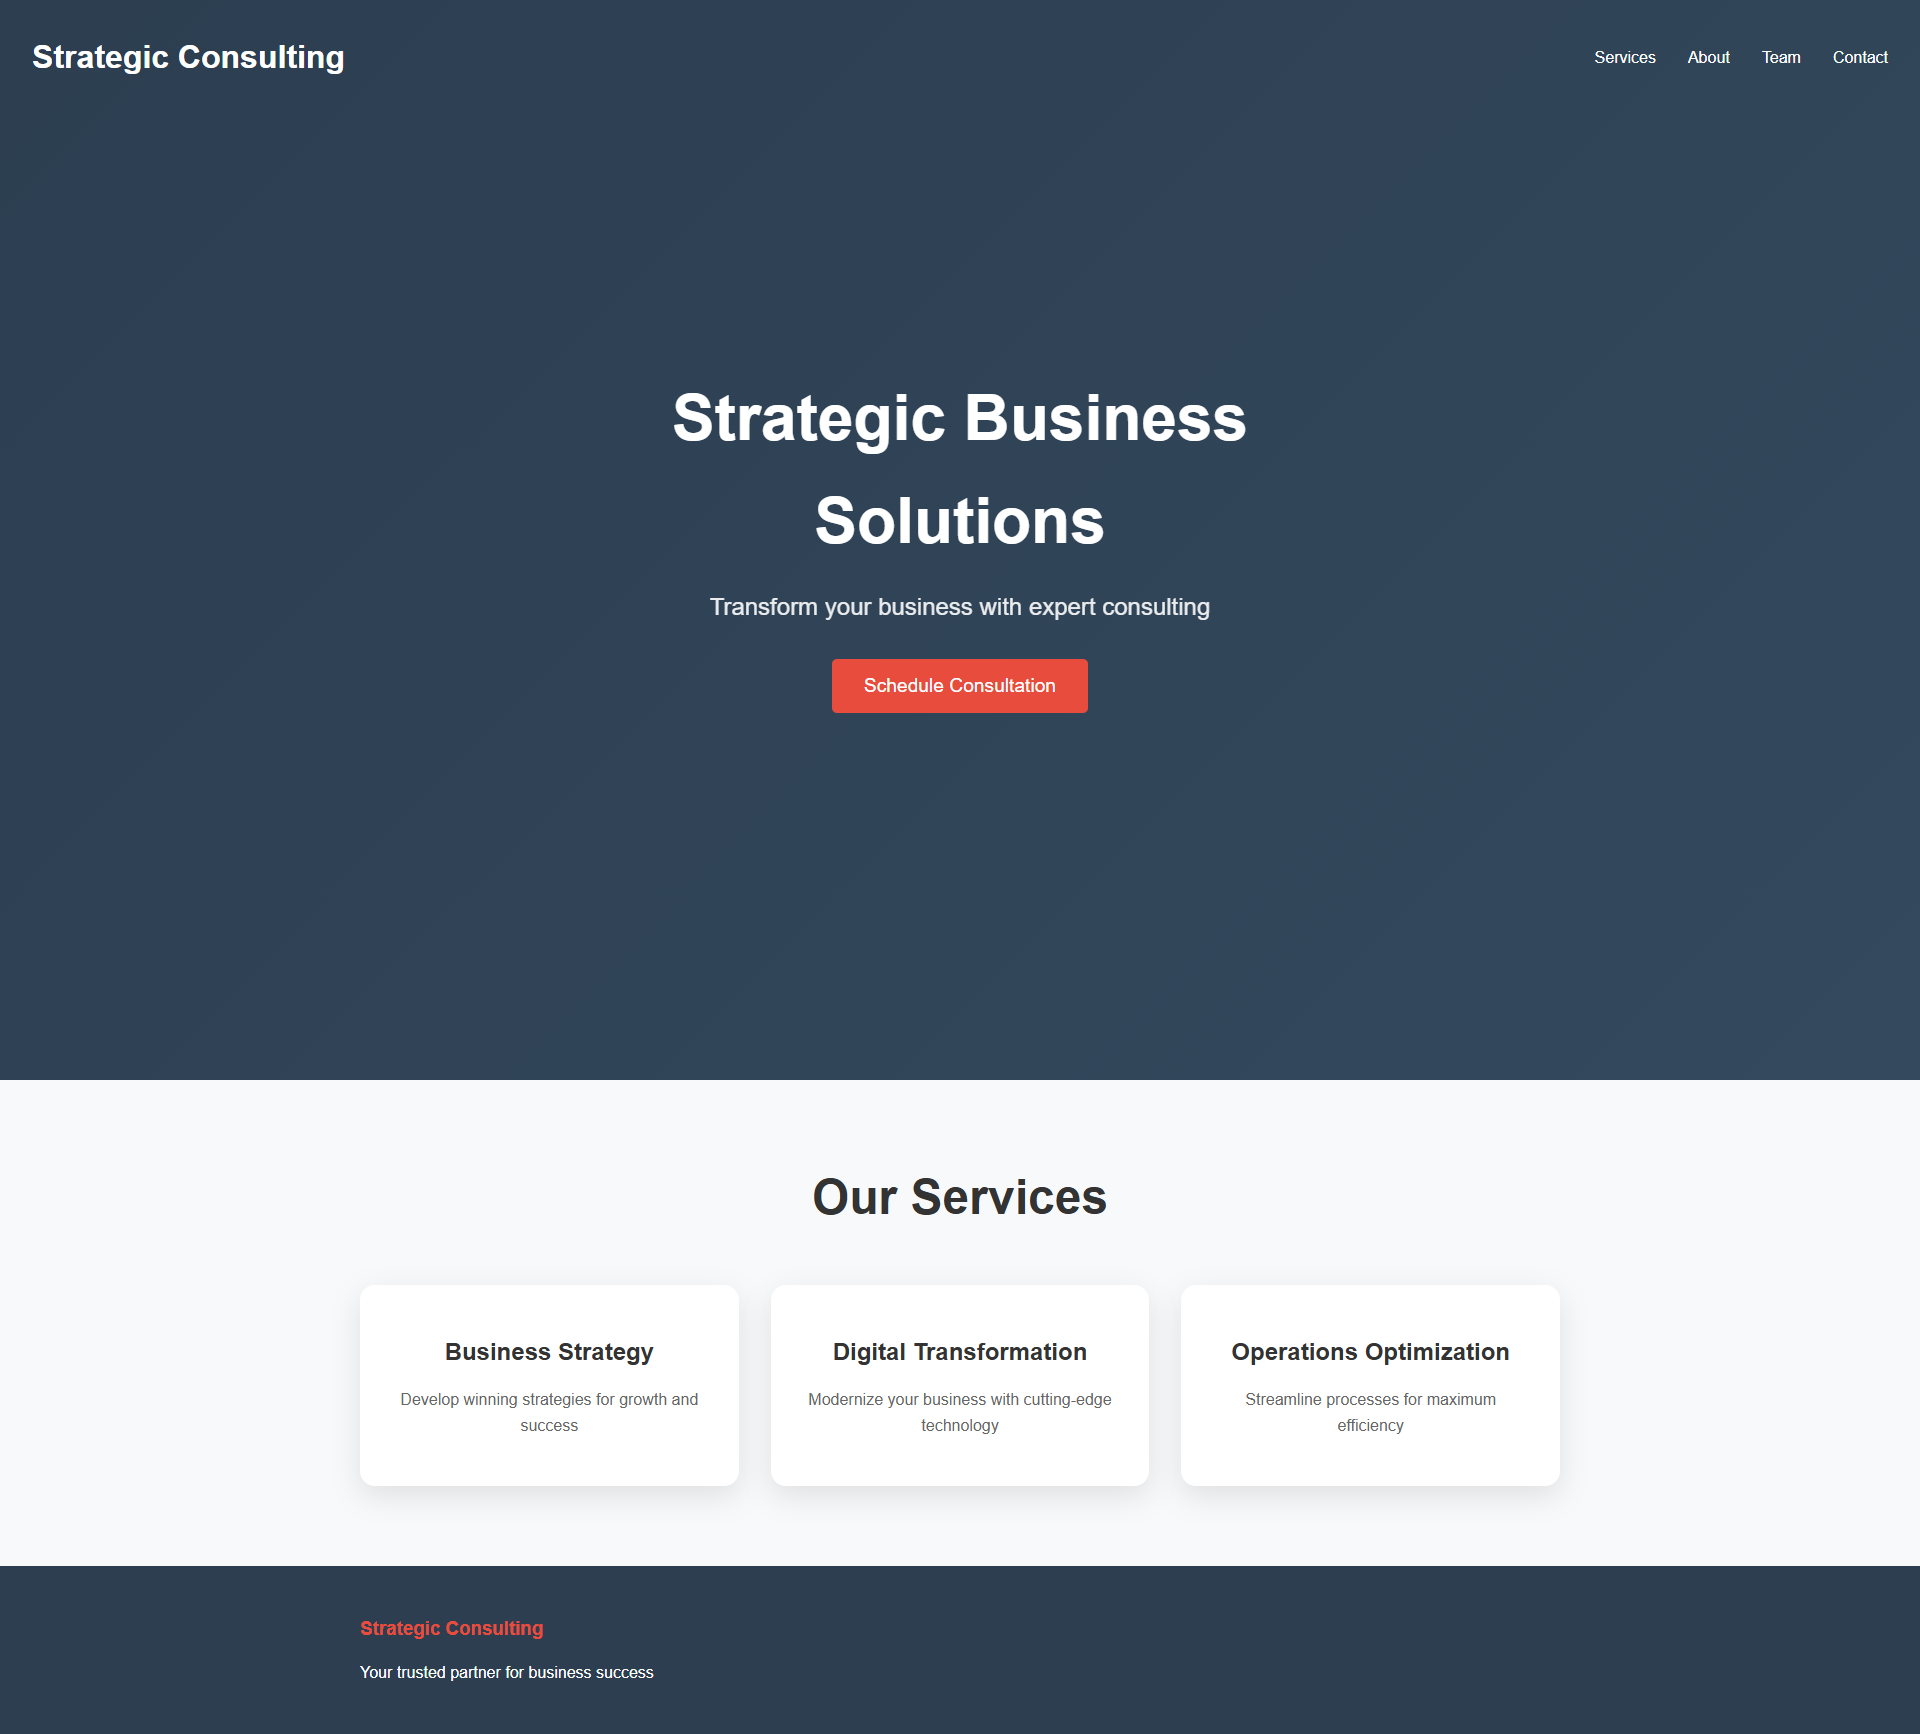 Strategic Consulting
Services About Team Contact
Strategic Business
Solutions
Transform your business with expert consulting
Schedule Consultation
Our Services
Business Strategy
Develop winning strategies for growth and
success
Digital Transformation
Modernize your business with cutting-edge
technology
Operations Optimization
Streamline processes for maximum
efficiency
Strategic Consulting
Your trusted partner for business success